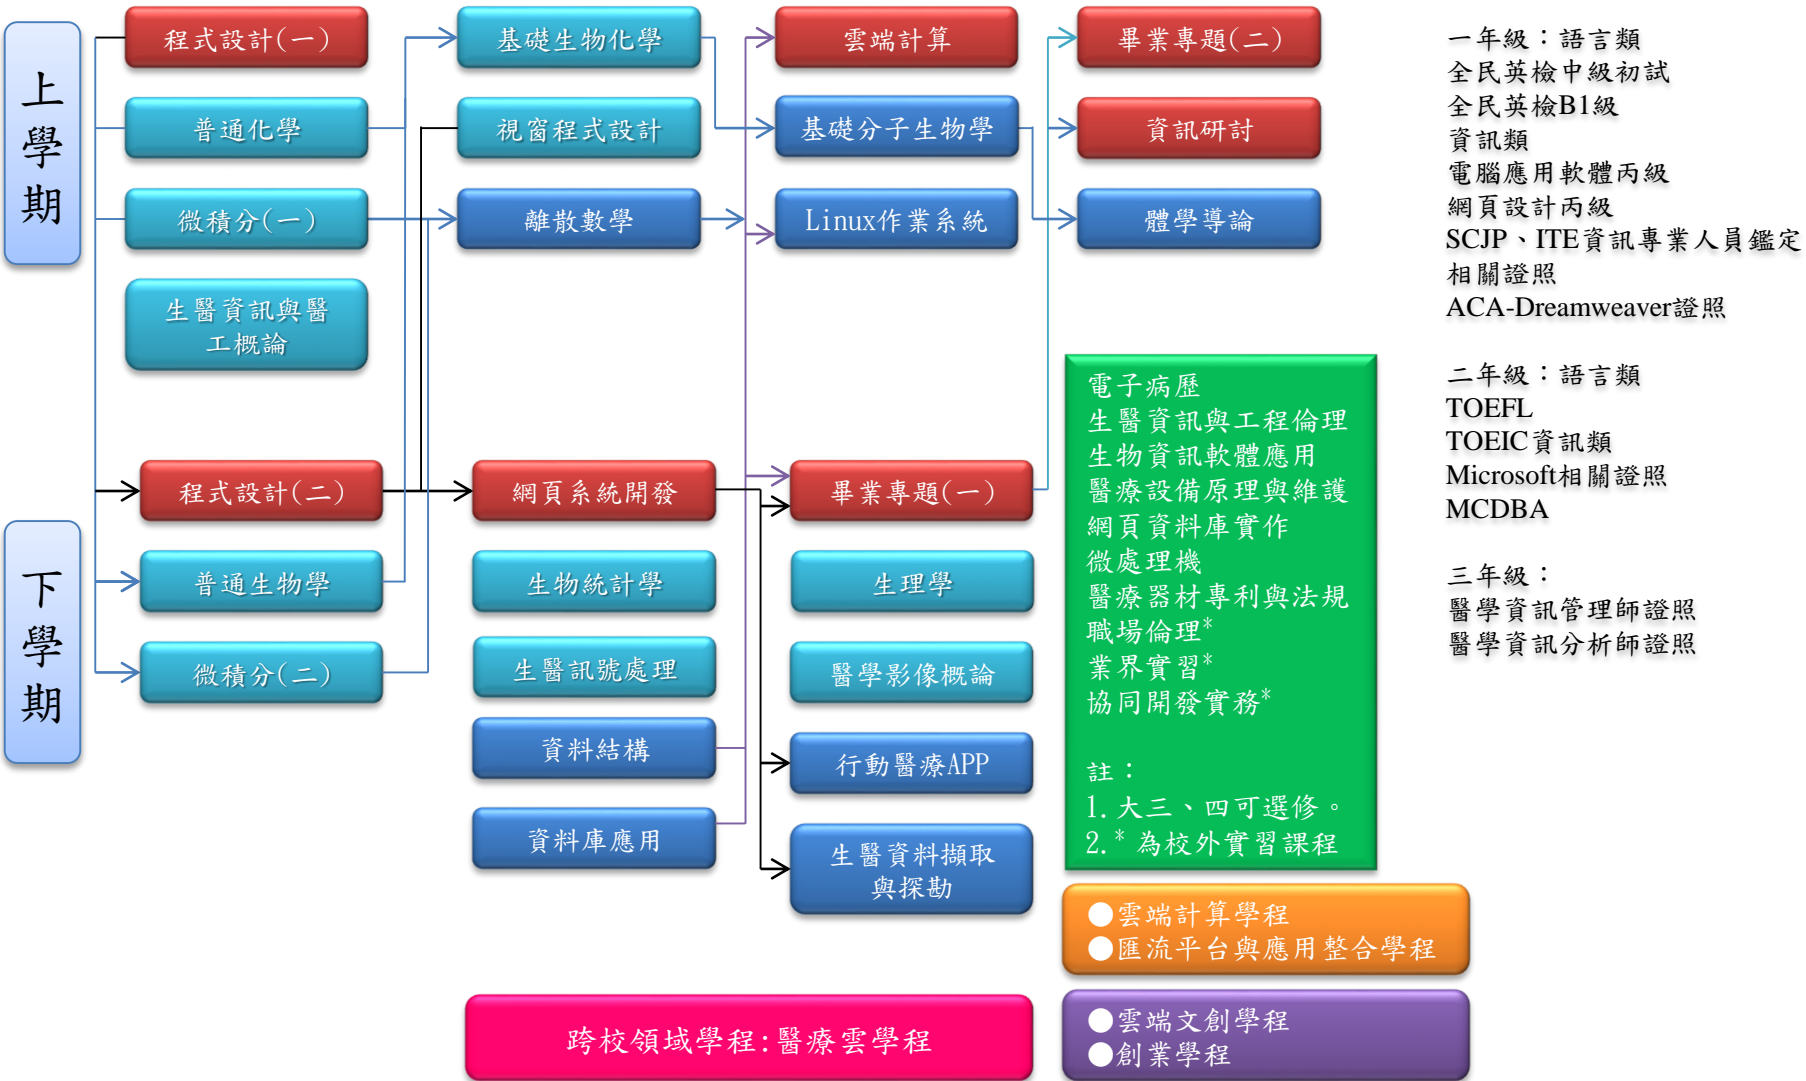 上學期
程式設計(一)
普通化學
微積分(一)
生醫資訊與醫
工概論
基礎生物化學
視窗程式設計
離散數學
雲端計算
基礎分子生物學
Linux作業系統
畢業專題(二)
資訊研討
體學導論
下學期
程式設計(二)
普通生物學
微積分(二)
網頁系統開發
生物統計學
生醫訊號處理
資料結構
資料庫應用
畢業專題(一)
生理學
醫學影像概論
行動醫療APP
生醫資料擷取
與探勘
電子病歷
生醫資訊與工程倫理
生物資訊軟體應用
醫療設備原理與維護
網頁資料庫實作
微處理機
醫療器材專利與法規
職場倫理*
業界實習*
協同開發實務*
註：
1.大三、四可選修。
2.* 為校外實習課程
●雲端計算學程
●匯流平台與應用整合學程
跨校領域學程:醫療雲學程
●雲端文創學程
●創業學程
一年級：語言類
全民英檢中級初試
全民英檢B1級
資訊類
電腦應用軟體丙級
網頁設計丙級
SCJP、ITE資訊專業人員鑑定
相關證照
ACA-Dreamweaver證照
二年級：語言類
TOEFL
TOEIC資訊類
Microsoft相關證照
MCDBA
三年級：
醫學資訊管理師證照
醫學資訊分析師證照